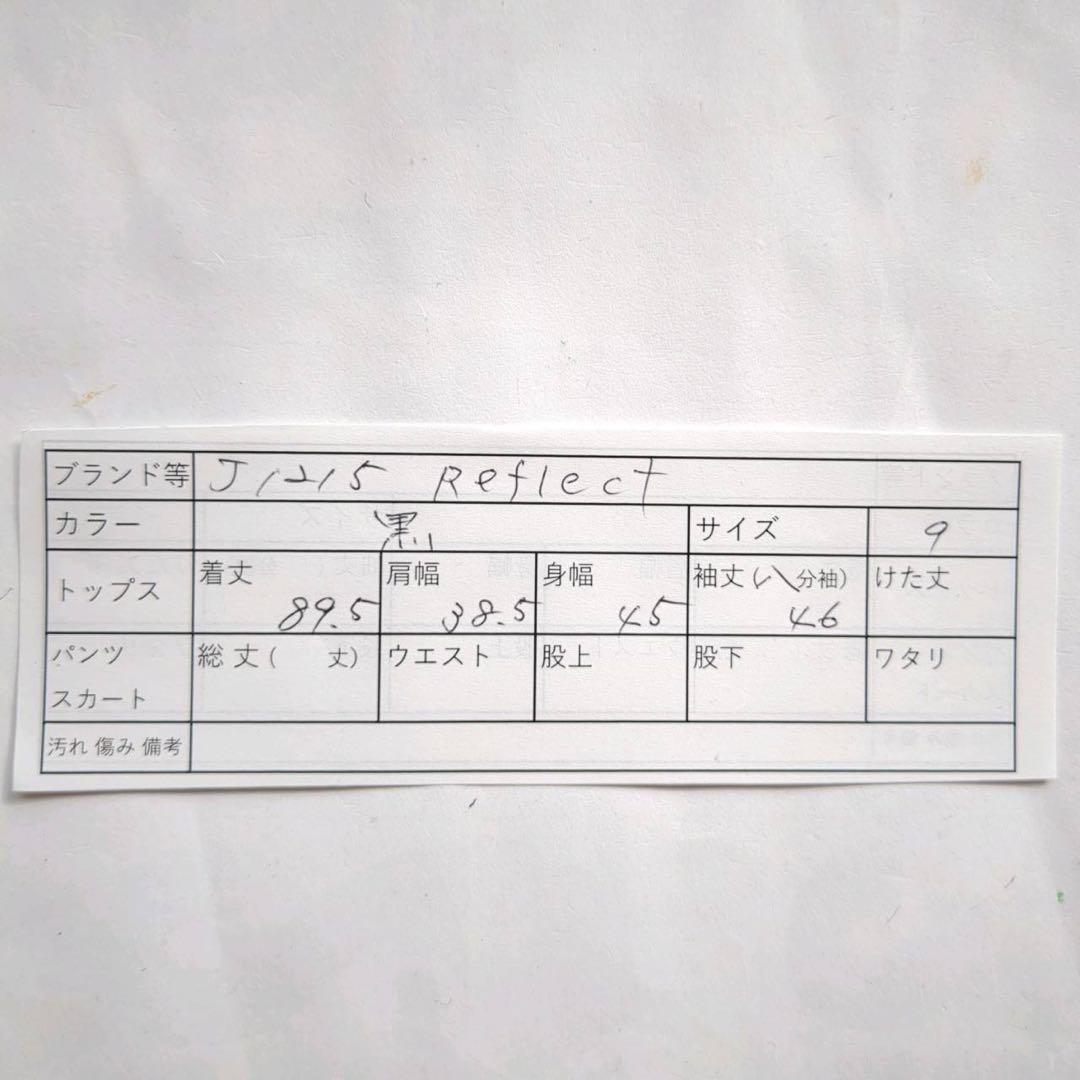 ブランド等 J1215 Reflect
カラー 黒 サイズ 9
トップス 着丈 肩幅 身幅 袖丈(八分袖) けた丈
89.5 38.5 45 46
パンツ 総丈( 丈) ウエスト 股上 股下 ワタリ
スカート
汚れ 傷み 備考